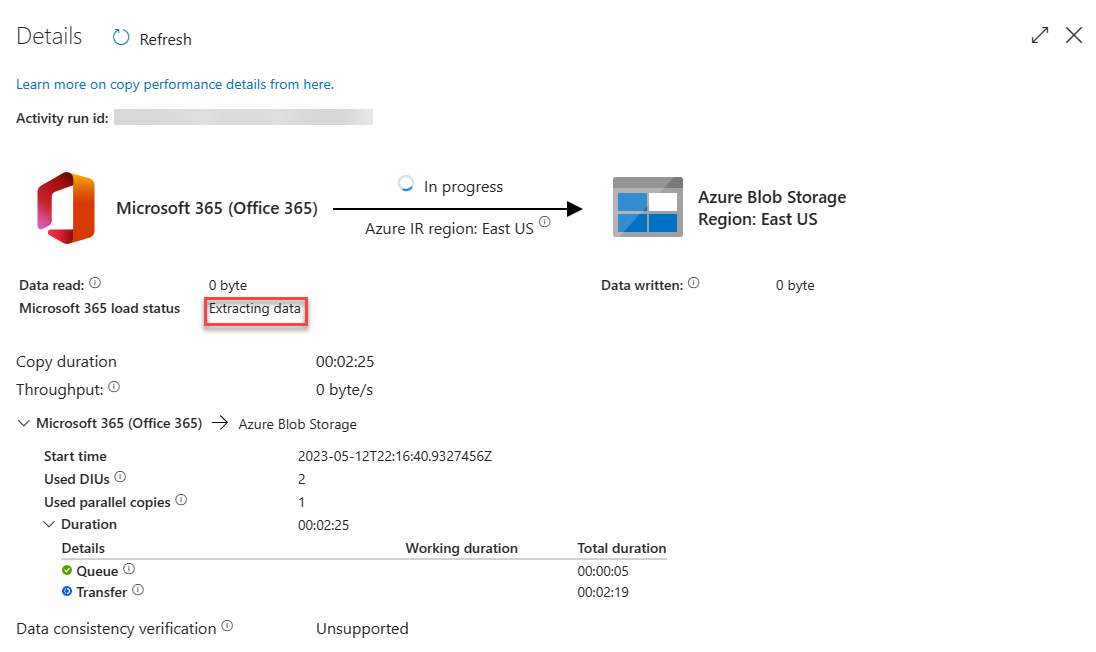 Details Refresh
Learn more on copy performance details from here.
Activity run id:
In progress
Microsoft 365 (Office 365)
Azure IR region: East US
Azure Blob Storage
Region: East US
Data read: 0 byte Data written: 0 byte
Microsoft 365 load status Extracting data
Copy duration 00:02:25
Throughput: 0 byte/s
Microsoft 365 (Office 365) → Azure Blob Storage
Start time 2023-05-12T22:16:40.9327456Z
Used DIUs 2
Used parallel copies 1
Duration 00:02:25
Details Working duration Total duration
Queue 00:00:05
Transfer 00:02:19
Data consistency verification Unsupported